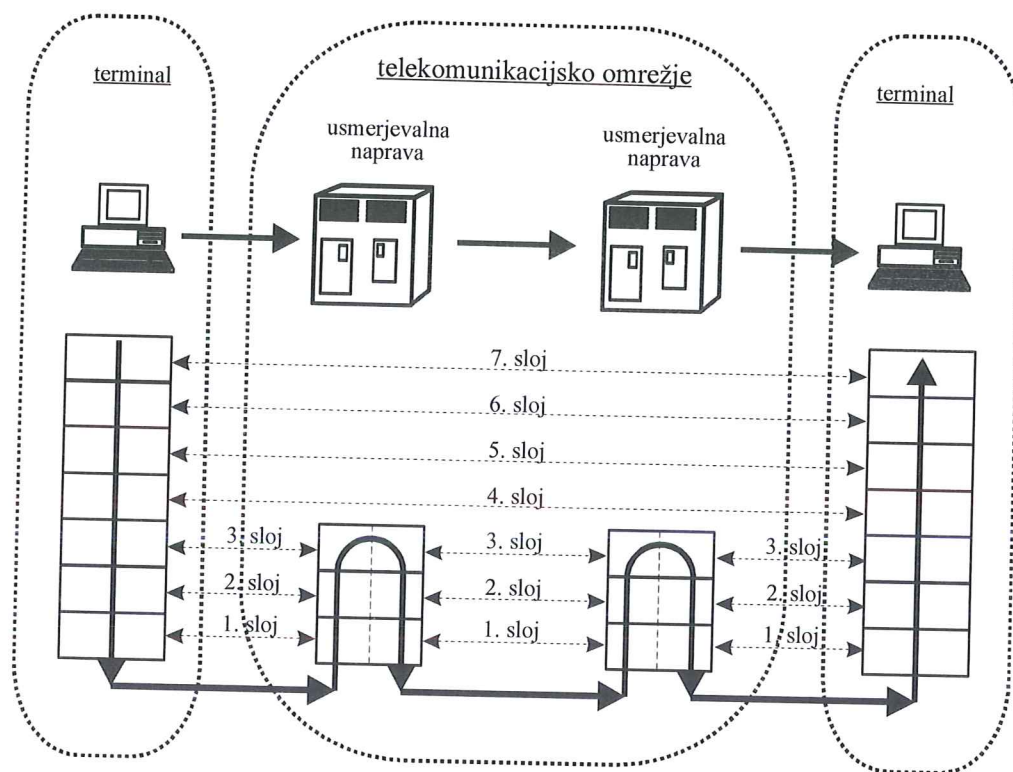 terminal
telekomunikacijsko omrežje
terminal
usmerjevalna
naprava
usmerjevalna
naprava
7. sloj
6. sloj
5. sloj
4. sloj
3. sloj
3. sloj
3. sloj
2. sloj
2. sloj
2. sloj
1. sloj
1. sloj
1. sloj